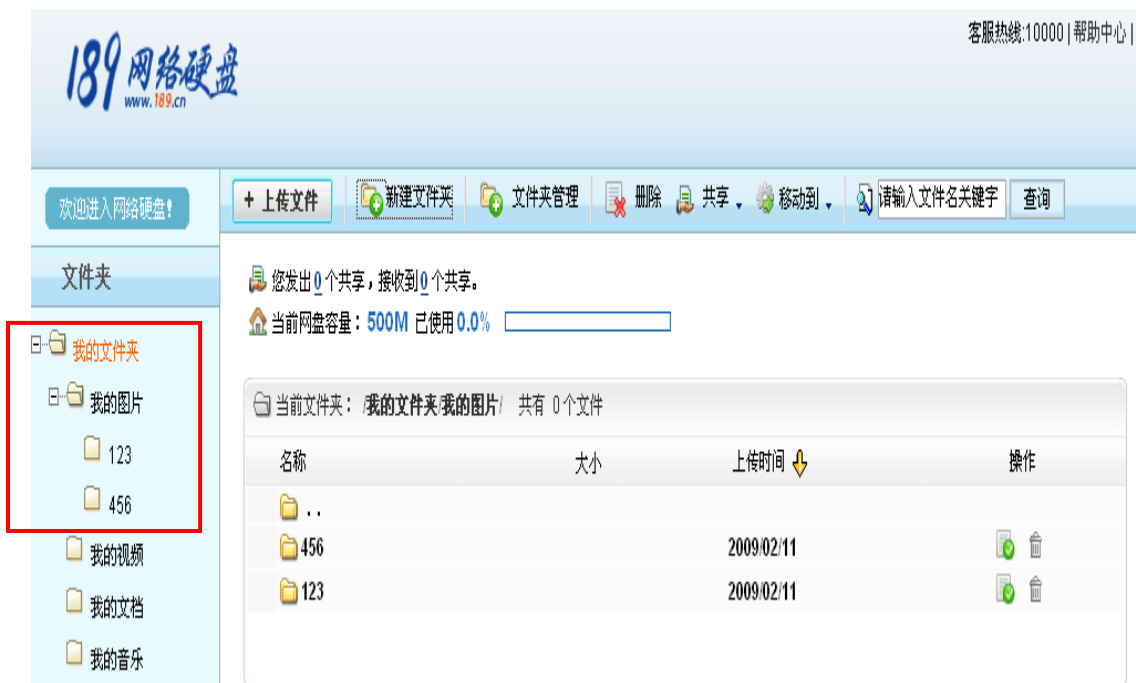 客服热线:10000 | 帮助中心 |
189 网络硬盘
www.189.cn
欢迎进入网络硬盘!
+ 上传文件 新建文件夹 文件夹管理 删除 共享 移动到 请输入文件名关键字 查询
文件夹
您发出 0 个共享，接收到 0 个共享。
当前网盘容量：500M 已使用 0.0%
我的文件夹
我的图片
123
456
我的视频
我的文档
我的音乐
当前文件夹： /我的文件夹/我的图片/ 共有 0 个文件
名称 大小 上传时间 操作
..
456 2009/02/11
123 2009/02/11